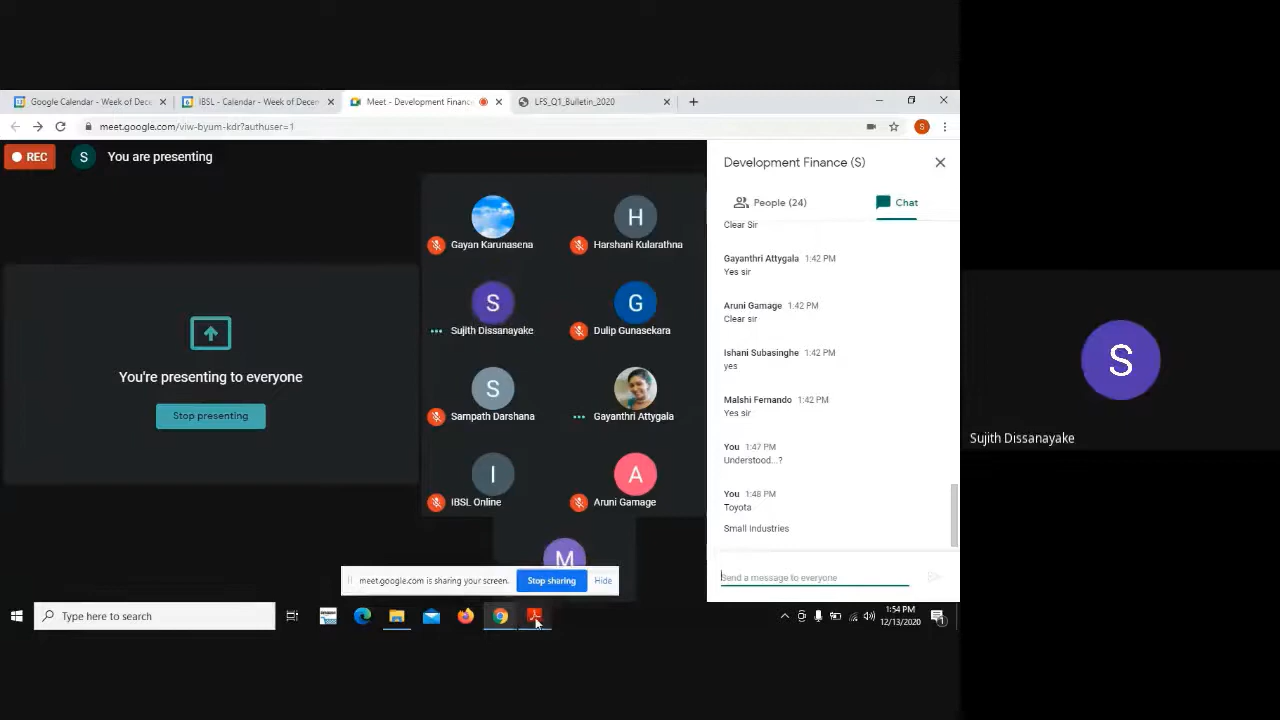 Google Calendar - Week of Dece
IBSL - Calendar - Week of Decem
Meet - Development Financ
LFS_Q1_Bulletin_2020
meet.google.com/viw-byum-kdr?authuser=1
REC
S
You are presenting
Development Finance (S)
People (24)
Chat
Clear Sir
Gayanthri Attygala 1:42 PM
Yes sir
Aruni Gamage 1:42 PM
Clear sir
Ishani Subasinghe 1:42 PM
yes
Malshi Fernando 1:42 PM
Yes sir
You 1:47 PM
Understood...?
You 1:48 PM
Toyota
Small Industries
Send a message to everyone
You're presenting to everyone
Stop presenting
Gayan Karunasena
H
Harshani Kularathna
S
Sujith Dissanayake
G
Dulip Gunasekara
S
Sampath Darshana
Gayanthri Attygala
I
IBSL Online
A
Aruni Gamage
M
meet.google.com is sharing your screen.
Stop sharing
Hide
Type here to search
1:54 PM
12/13/2020
S
Sujith Dissanayake